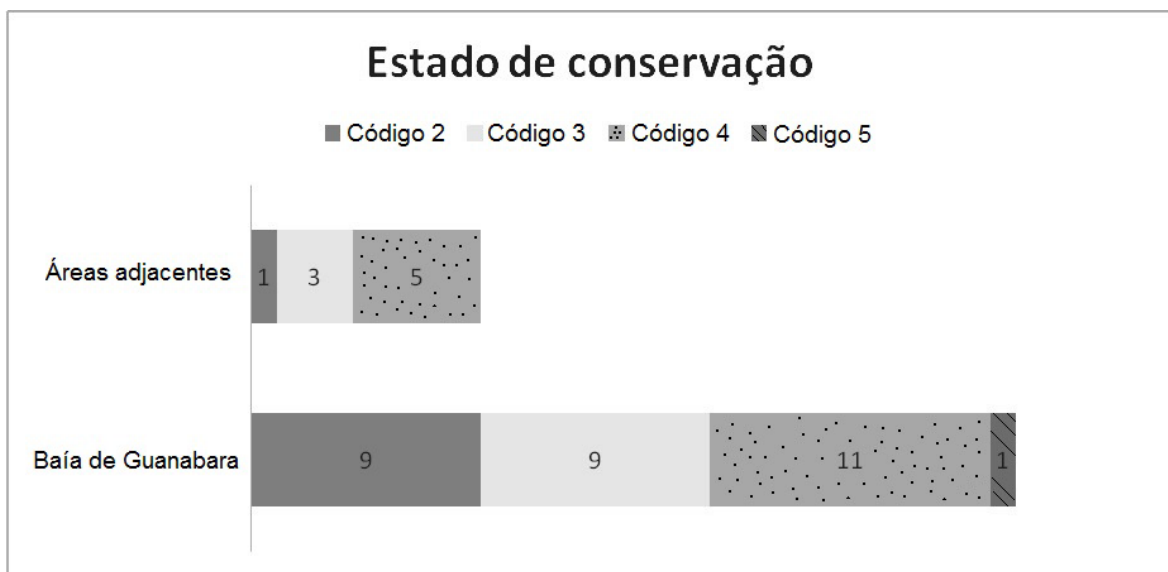 Estado de conservação
Código 2 Código 3 Código 4 Código 5
Áreas adjacentes 1 3 5
Baía de Guanabara 9 9 11 1